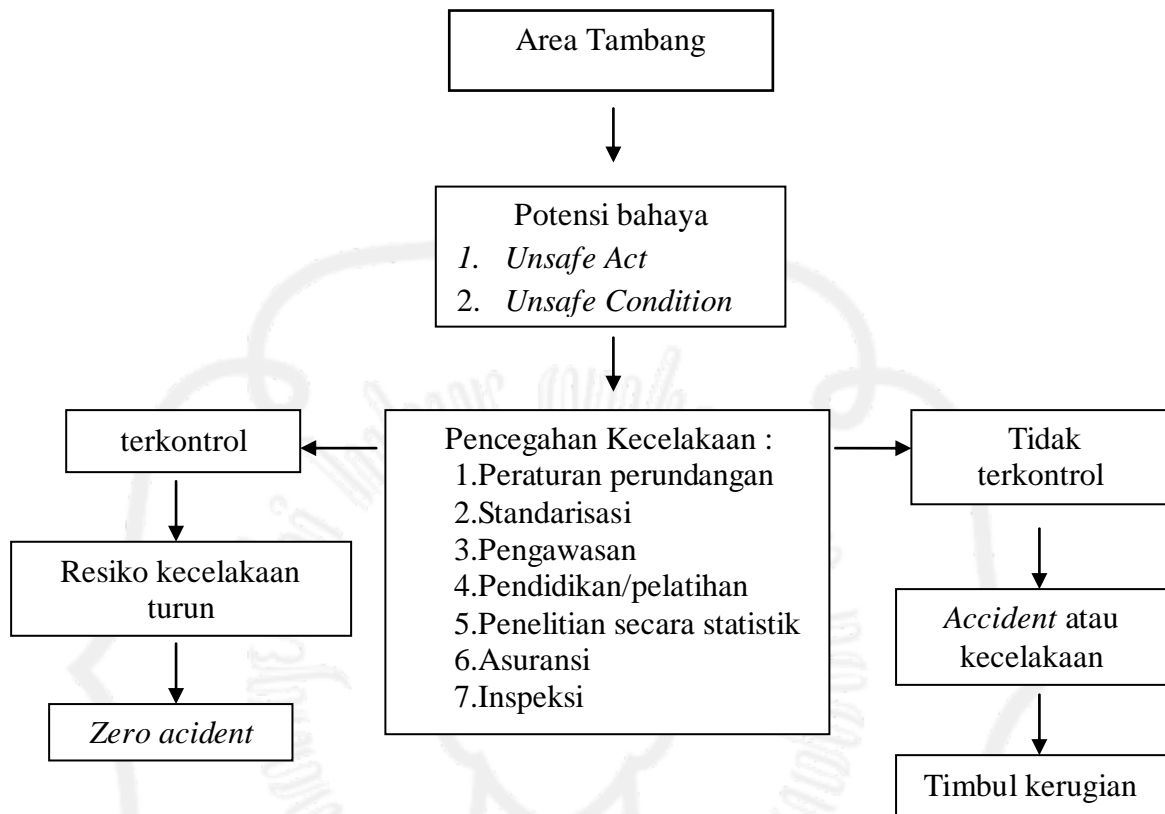 Area Tambang
Potensi bahaya
1. Unsafe Act
2. Unsafe Condition
terkontrol
Pencegahan Kecelakaan :
1.Peraturan perundangan
2.Standarisasi
3.Pengawasan
4.Pendidikan/pelatihan
5.Penelitian secara statistik
6.Asuransi
7.Inspeksi
Tidak
terkontrol
Resiko kecelakaan
turun
Zero acident
Accident atau
kecelakaan
Timbul kerugian